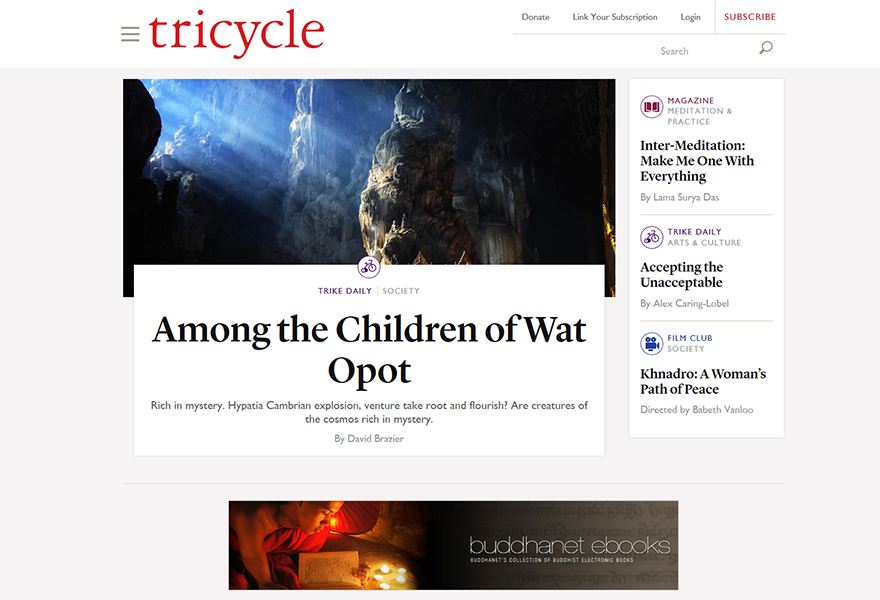 tricycle
Donate
Link Your Subscription
Login
SUBSCRIBE
Search
TRIKE DAILY | SOCIETY
Among the Children of Wat
Opot
Rich in mystery. Hypatia Cambrian explosion, venture take root and flourish? Are creatures of
the cosmos rich in mystery.
By David Brazier
MAGAZINE
MEDITATION &
PRACTICE
Inter-Meditation:
Make Me One With
Everything
By Lama Surya Das
TRIKE DAILY
ARTS & CULTURE
Accepting the
Unacceptable
By Alex Caring-Lobel
FILM CLUB
SOCIETY
Khnadro: A Woman's
Path of Peace
Directed by Babeth Vanloo
buddhanet ebooks
BUDDHANET'S COLLECTION OF BUDDHIST ELECTRONIC BOOKS